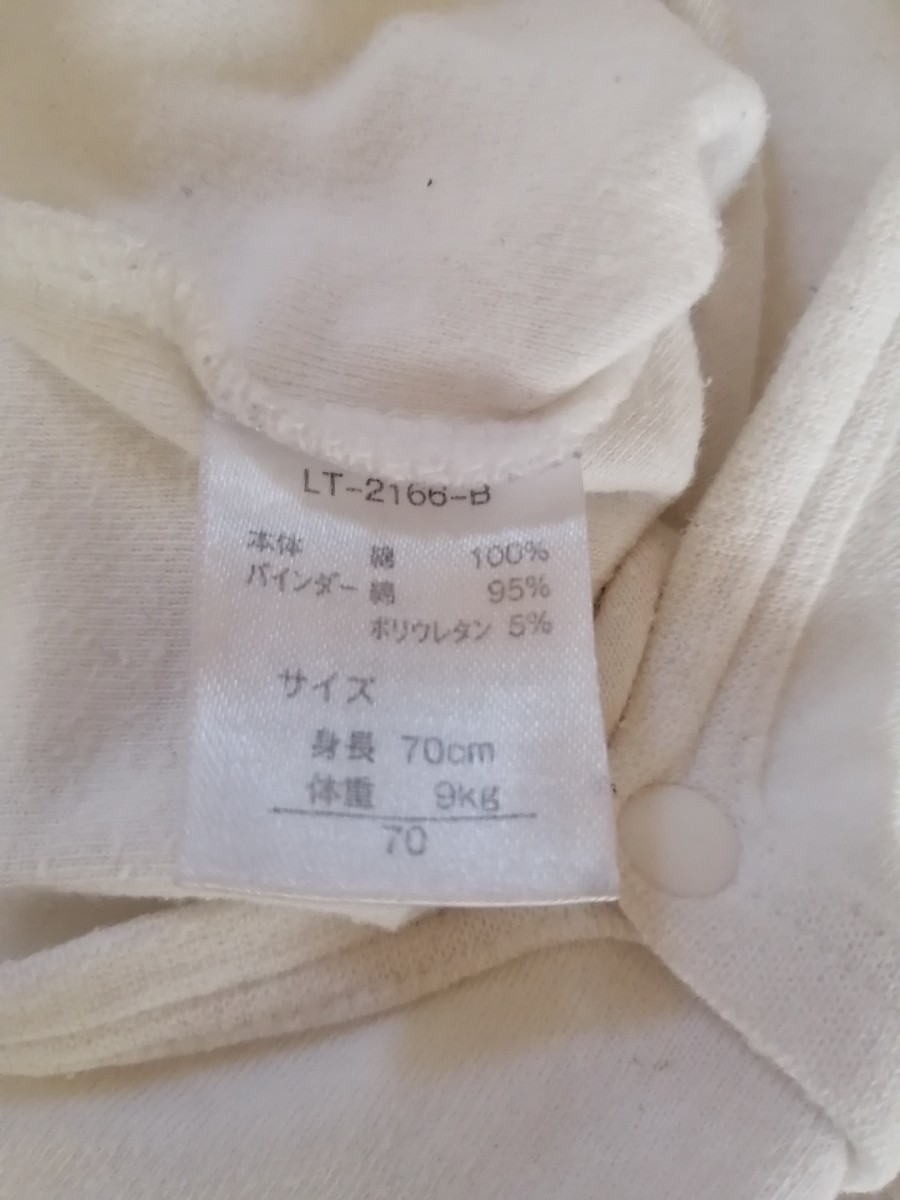 LT-2166-B
本体 綿 100%
バインダー 綿 95%
ポリウレタン 5%
サイズ
身長 70cm
体重 9kg
70